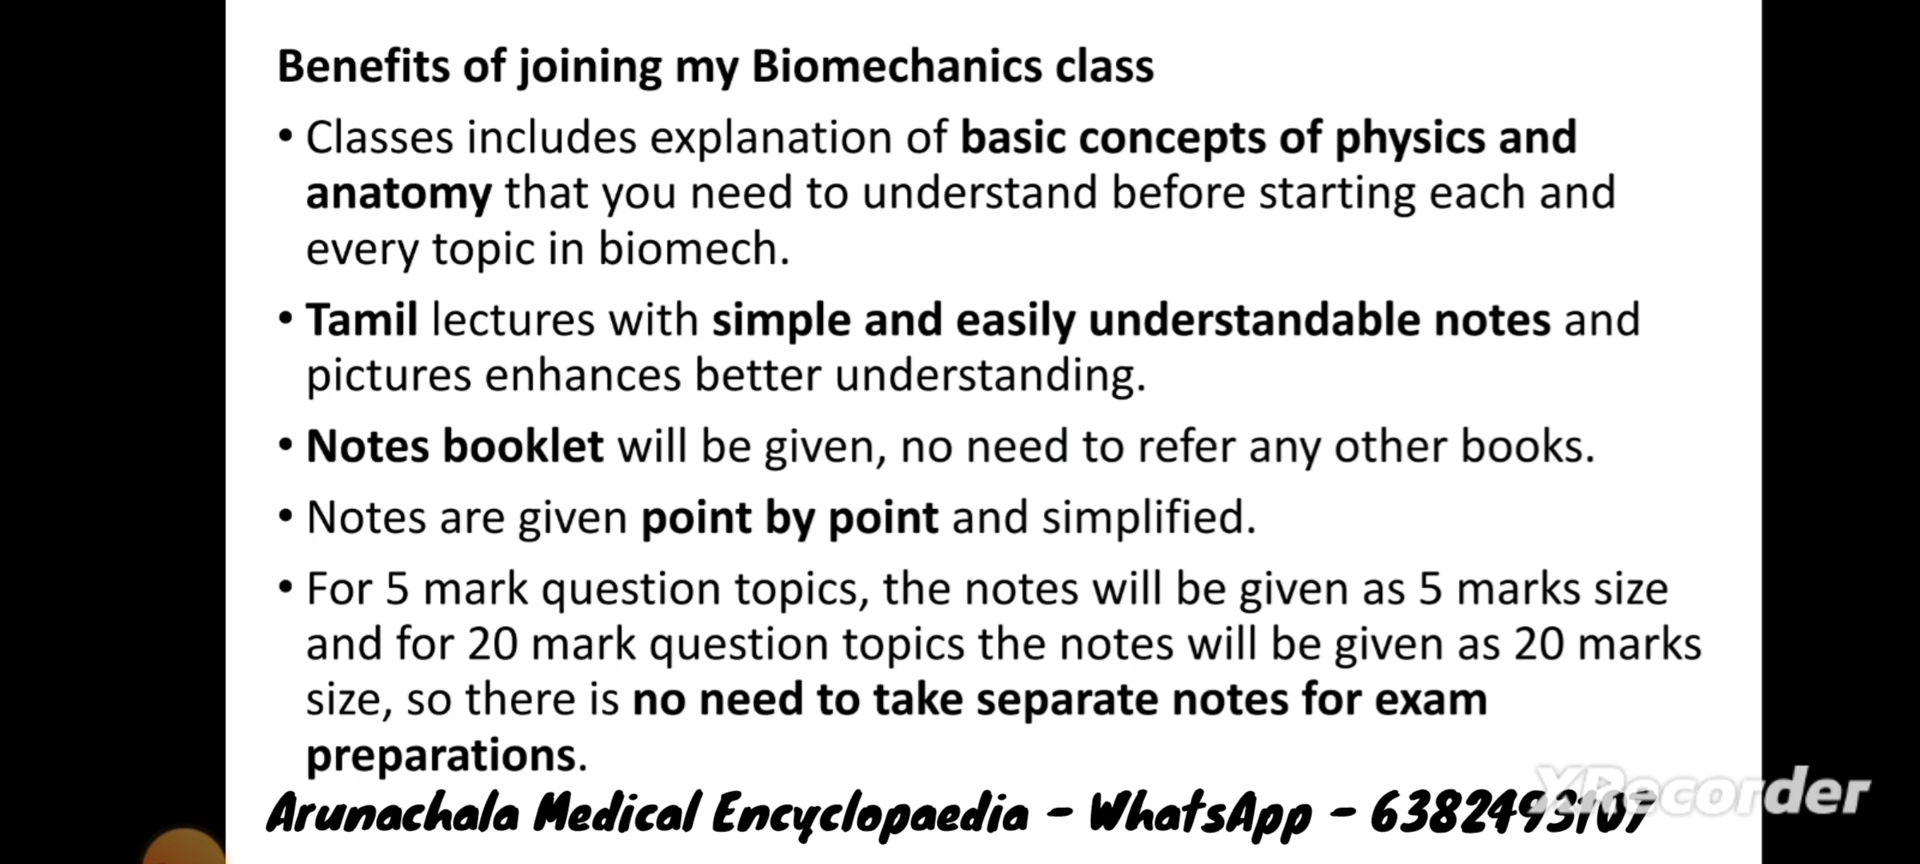 Benefits of joining my Biomechanics class
• Classes includes explanation of basic concepts of physics and
anatomy that you need to understand before starting each and
every topic in biomech.
• Tamil lectures with simple and easily understandable notes and
pictures enhances better understanding.
• Notes booklet will be given, no need to refer any other books.
• Notes are given point by point and simplified.
• For 5 mark question topics, the notes will be given as 5 marks size
and for 20 mark question topics the notes will be given as 20 marks
size, so there is no need to take separate notes for exam
preparations.
Arunachala Medical Encyclopaedia - WhatsApp - 6382493107
XRecorder